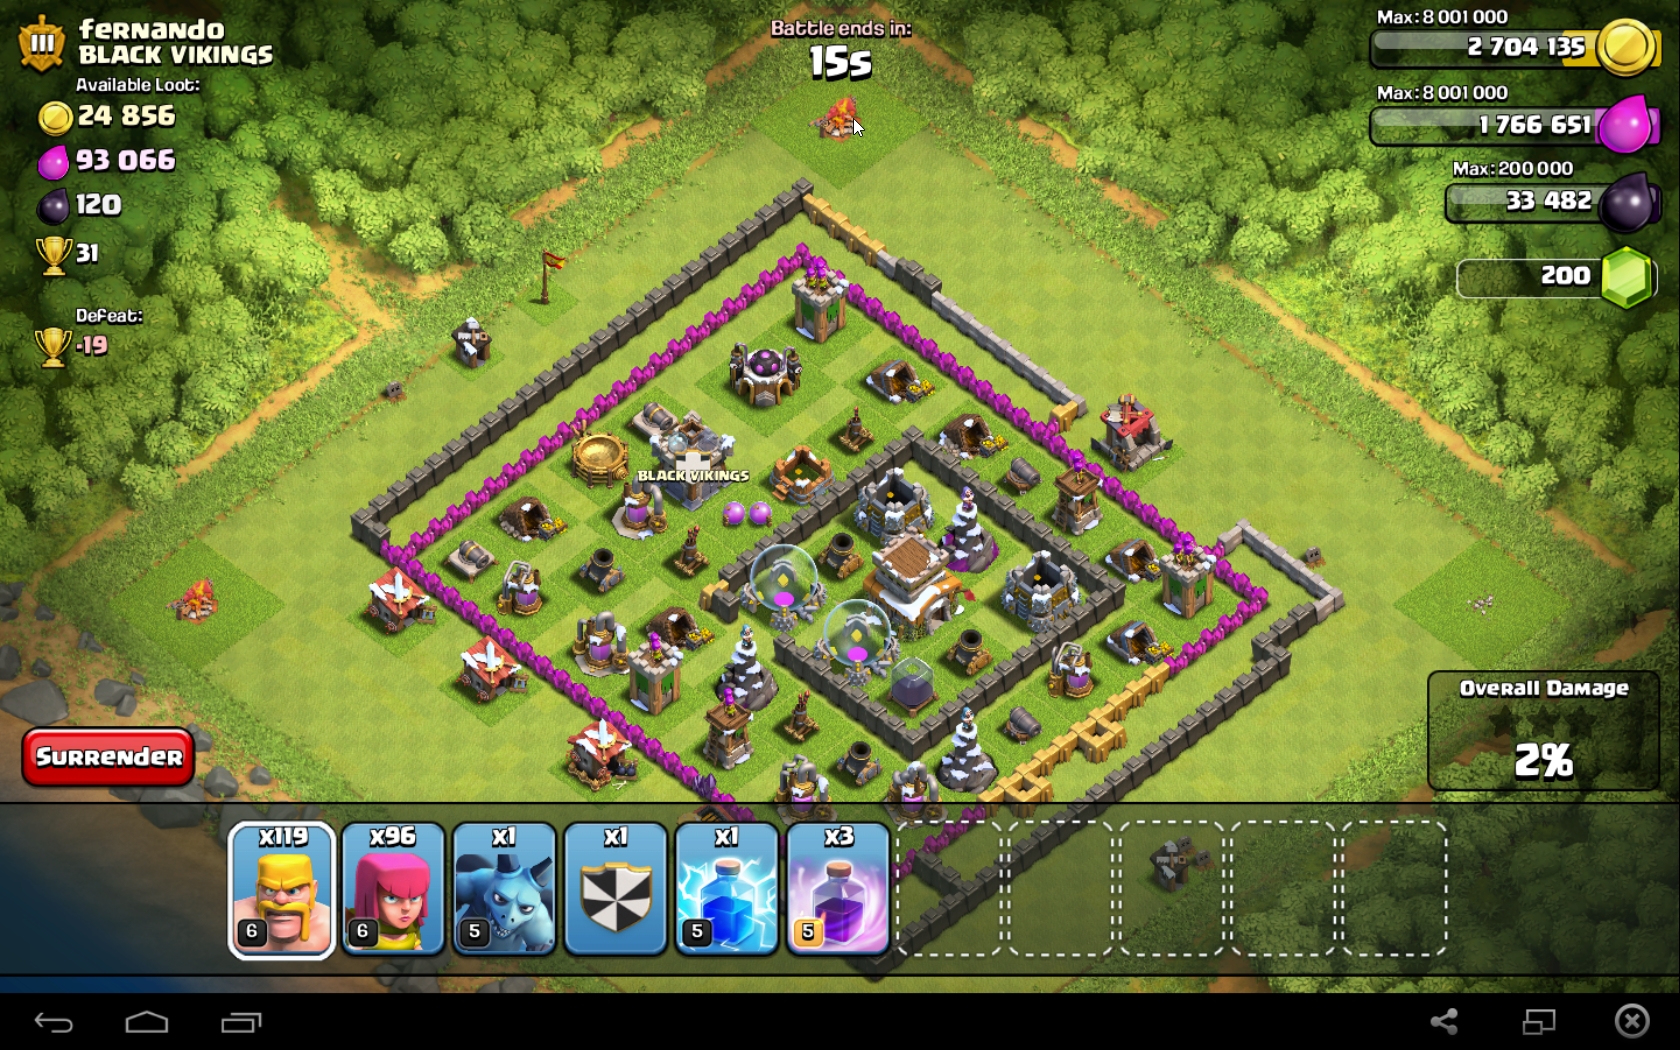 III
fernando
BLACK VIKINGS
Available Loot:
24 856
93 066
120
31
Defeat:
-19
Battle ends in:
15s
Max: 8 001 000
2 704 135
Max: 8 001 000
1 766 651
Max: 200 000
33 482
200
BLACK VIKINGS
Surrender
Overall Damage
2%
x119
6
x96
6
x1
5
x1
x1
5
x3
5